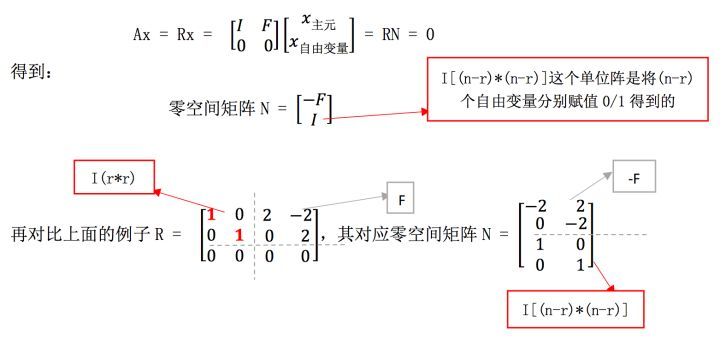 Ax = Rx = [I F 0 0][x主元 x自由变量] = RN = 0
得到：
I[(n-r)*(n-r)]这个单位阵是将(n-r)
个自由变量分别赋值 0/1 得到的
零空间矩阵 N = [−F I]
I(r*r)
F
-F
再对比上面的例子 R = [1 0 2 −2 0 1 0 2 0 0 0 0]，其对应零空间矩阵 N = [−2 2 0 −2 1 0 0 1]
I[(n-r)*(n-r)]